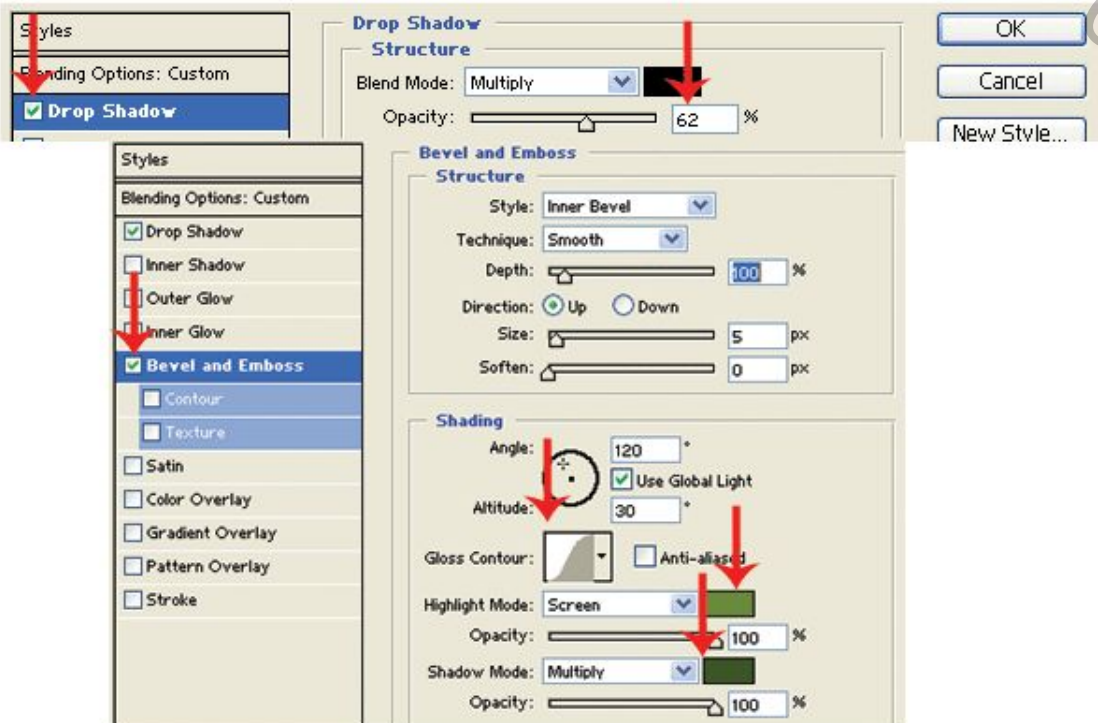 Styles
Blending Options: Custom
Drop Shadow
Drop Shadow
Structure
Blend Mode: Multiply
Opacity: 62 %
OK
Cancel
New Style...
Styles
Blending Options: Custom
Drop Shadow
Inner Shadow
Outer Glow
Inner Glow
Bevel and Emboss
Contour
Texture
Satin
Color Overlay
Gradient Overlay
Pattern Overlay
Stroke
Bevel and Emboss
Structure
Style: Inner Bevel
Technique: Smooth
Depth: 100 %
Direction: Up Down
Size: 5 px
Soften: 0 px
Shading
Angle: 120 °
Use Global Light
Altitude: 30 °
Gloss Contour: Anti-aliased
Highlight Mode: Screen
Opacity: 100 %
Shadow Mode: Multiply
Opacity: 100 %